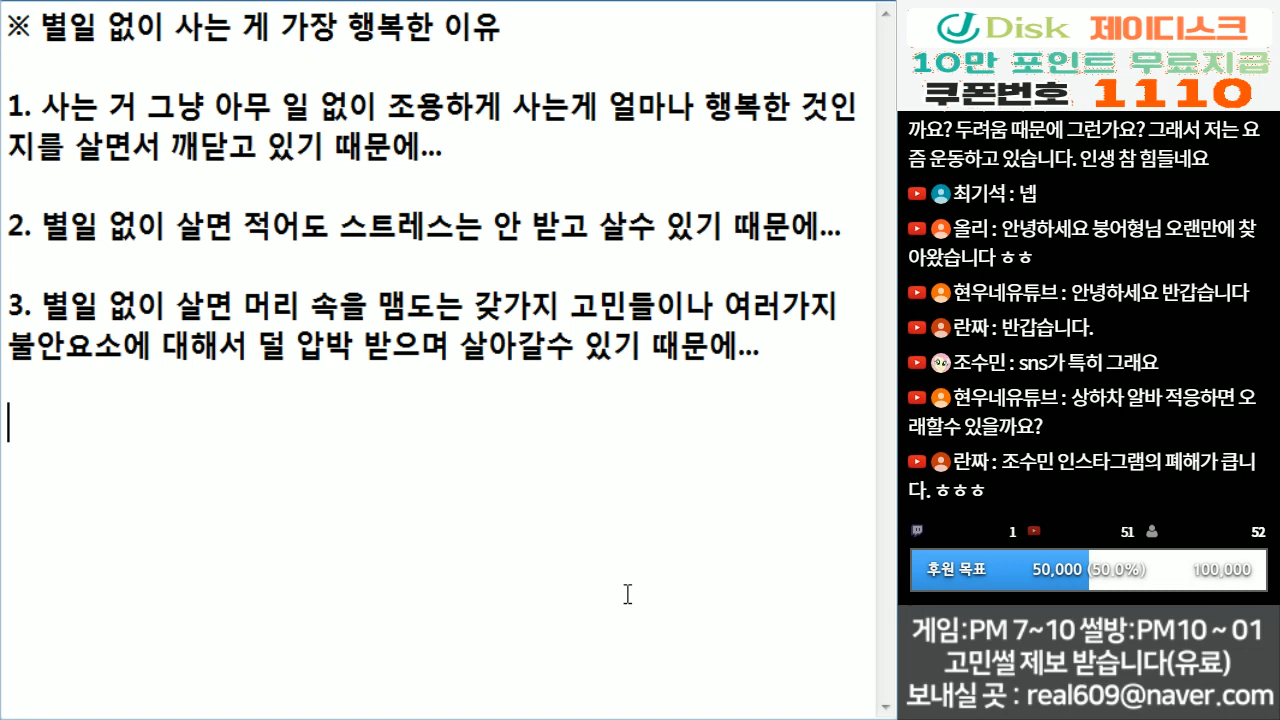 ※ 별일 없이 사는 게 가장 행복한 이유
1. 사는 거 그냥 아무 일 없이 조용하게 사는게 얼마나 행복한 것인
지를 살면서 깨닫고 있기 때문에...
2. 별일 없이 살면 적어도 스트레스는 안 받고 살수 있기 때문에...
3. 별일 없이 살면 머리 속을 맴도는 갖가지 고민들이나 여러가지
불안요소에 대해서 덜 압박 받으며 살아갈수 있기 때문에...
J Disk 제이디스크
10만 포인트 무료지급
쿠폰번호 1110
까요? 두려움 때문에 그런가요? 그래서 저는 요
즘 운동하고 있습니다. 인생 참 힘들네요
최기석 : 넵
올리 : 안녕하세요 붕어형님 오랜만에 찾
아왔습니다 ㅎㅎ
현우네유튜브 : 안녕하세요 반갑습니다
란짜 : 반갑습니다.
조수민 : sns가 특히 그래요
현우네유튜브 : 상하차 알바 적응하면 오
래할수 있을까요?
란짜 : 조수민 인스타그램의 폐해가 큽니
다. ㅎㅎㅎ
1 51 52
후원 목표 50,000 (50.0%) 100,000
게임:PM 7~10 썰방:PM10 ~ 01
고민썰 제보 받습니다(유료)
보내실 곳 : real609@naver.com